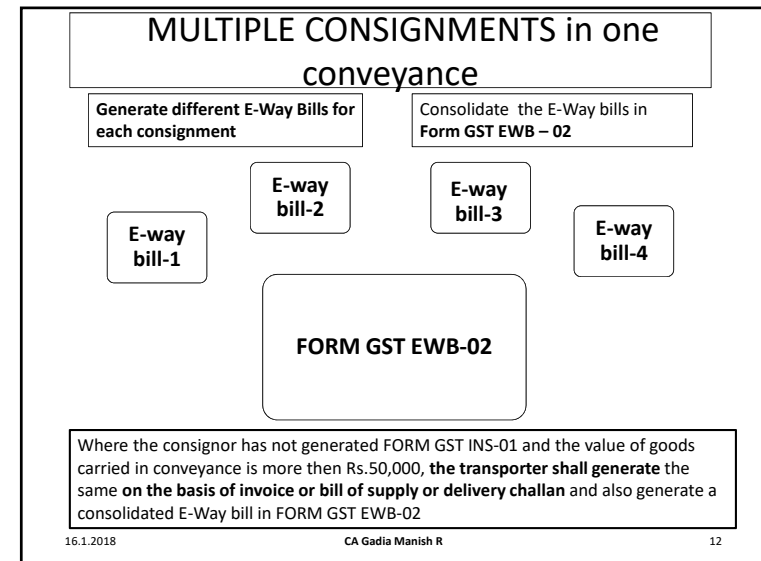 MULTIPLE CONSIGNMENTS in one
conveyance
Generate different E-Way Bills for
each consignment
Consolidate the E-Way bills in
Form GST EWB – 02
E-way
bill-1
E-way
bill-2
E-way
bill-3
E-way
bill-4
FORM GST EWB-02
Where the consignor has not generated FORM GST INS-01 and the value of goods
carried in conveyance is more then Rs.50,000, the transporter shall generate the
same on the basis of invoice or bill of supply or delivery challan and also generate a
consolidated E-Way bill in FORM GST EWB-02
16.1.2018
CA Gadia Manish R
12